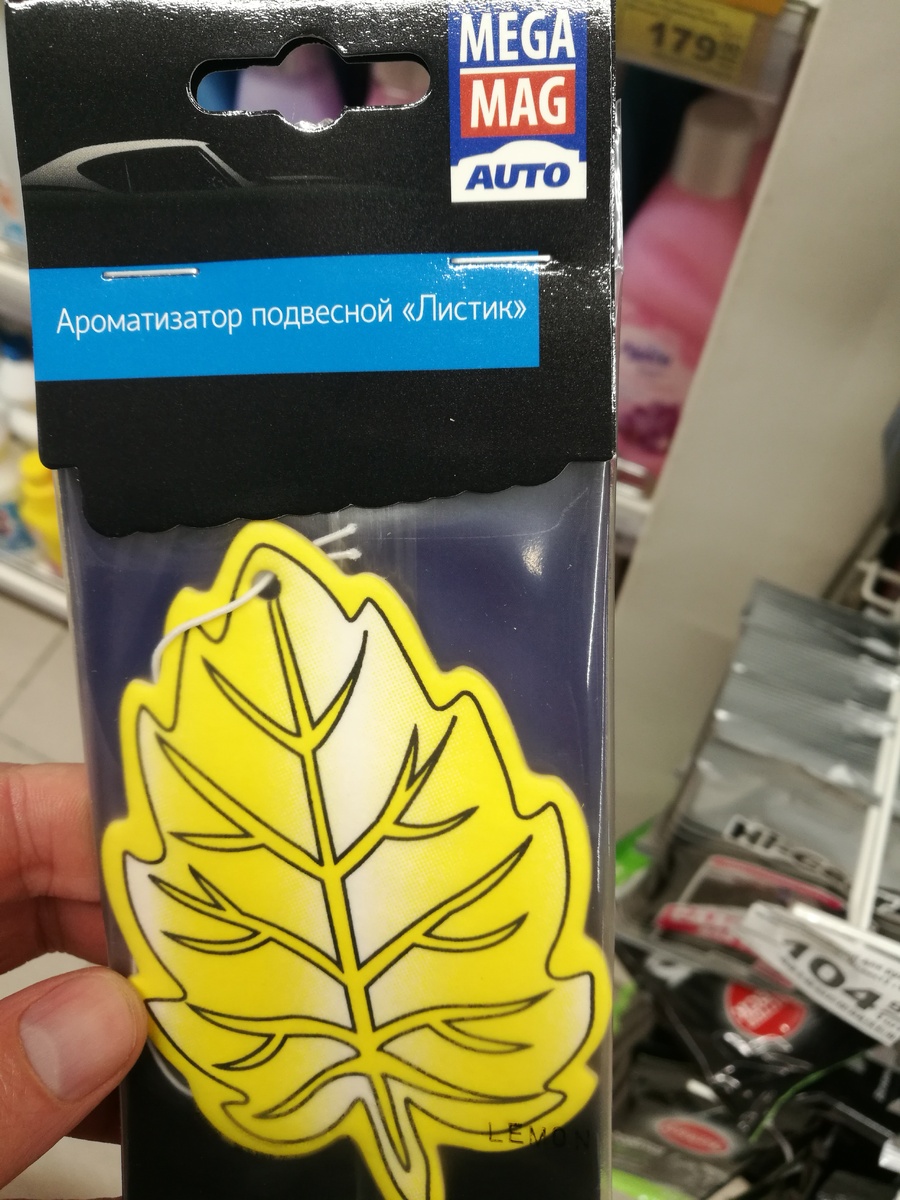 MEGA
MAG
AUTO
179
Ароматизатор подвесной «Листик»
LEMON
104